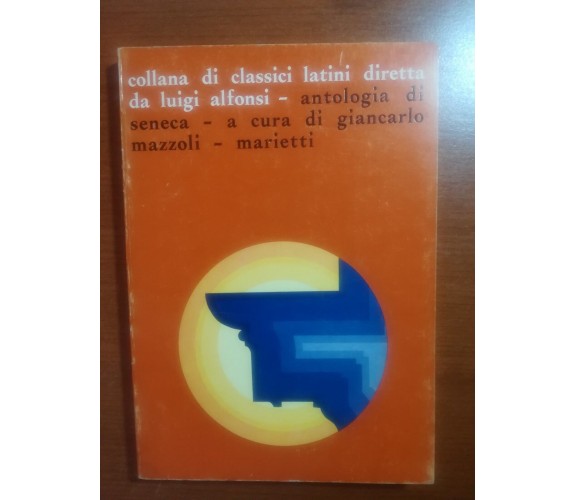 collana di classici latini diretta
da luigi alfonsi - antologia di
seneca - a cura di giancarlo
mazzoli - marietti